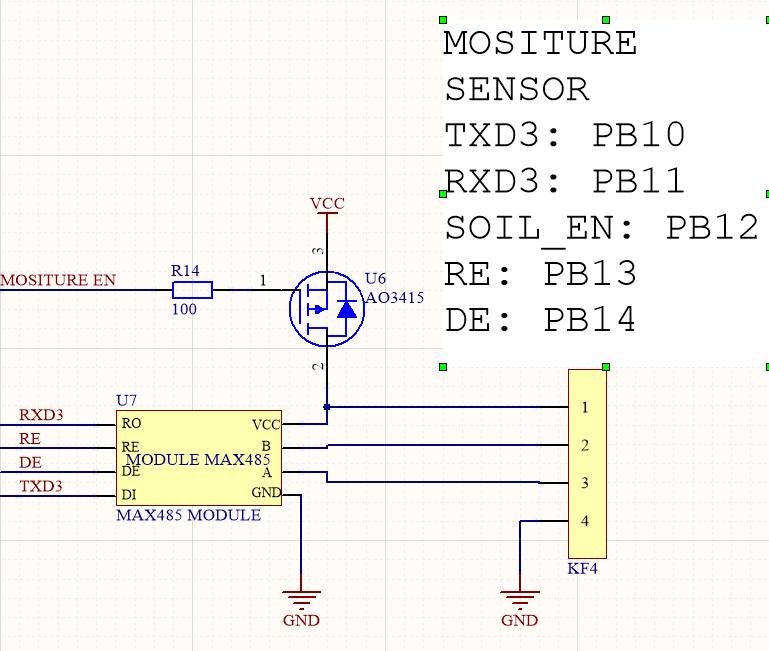 MOSITURE
SENSOR
TXD3: PB10
RXD3: PB11
SOIL_EN: PB12
RE: PB13
DE: PB14
VCC
3
MOSITURE EN
R14
100
1
U6
AO3415
2
U7
RXD3
RE
DE
TXD3
RO
RE
DE
DI
MODULE MAX485
VCC
B
A
GND
MAX485 MODULE
1
2
3
4
KF4
GND
GND